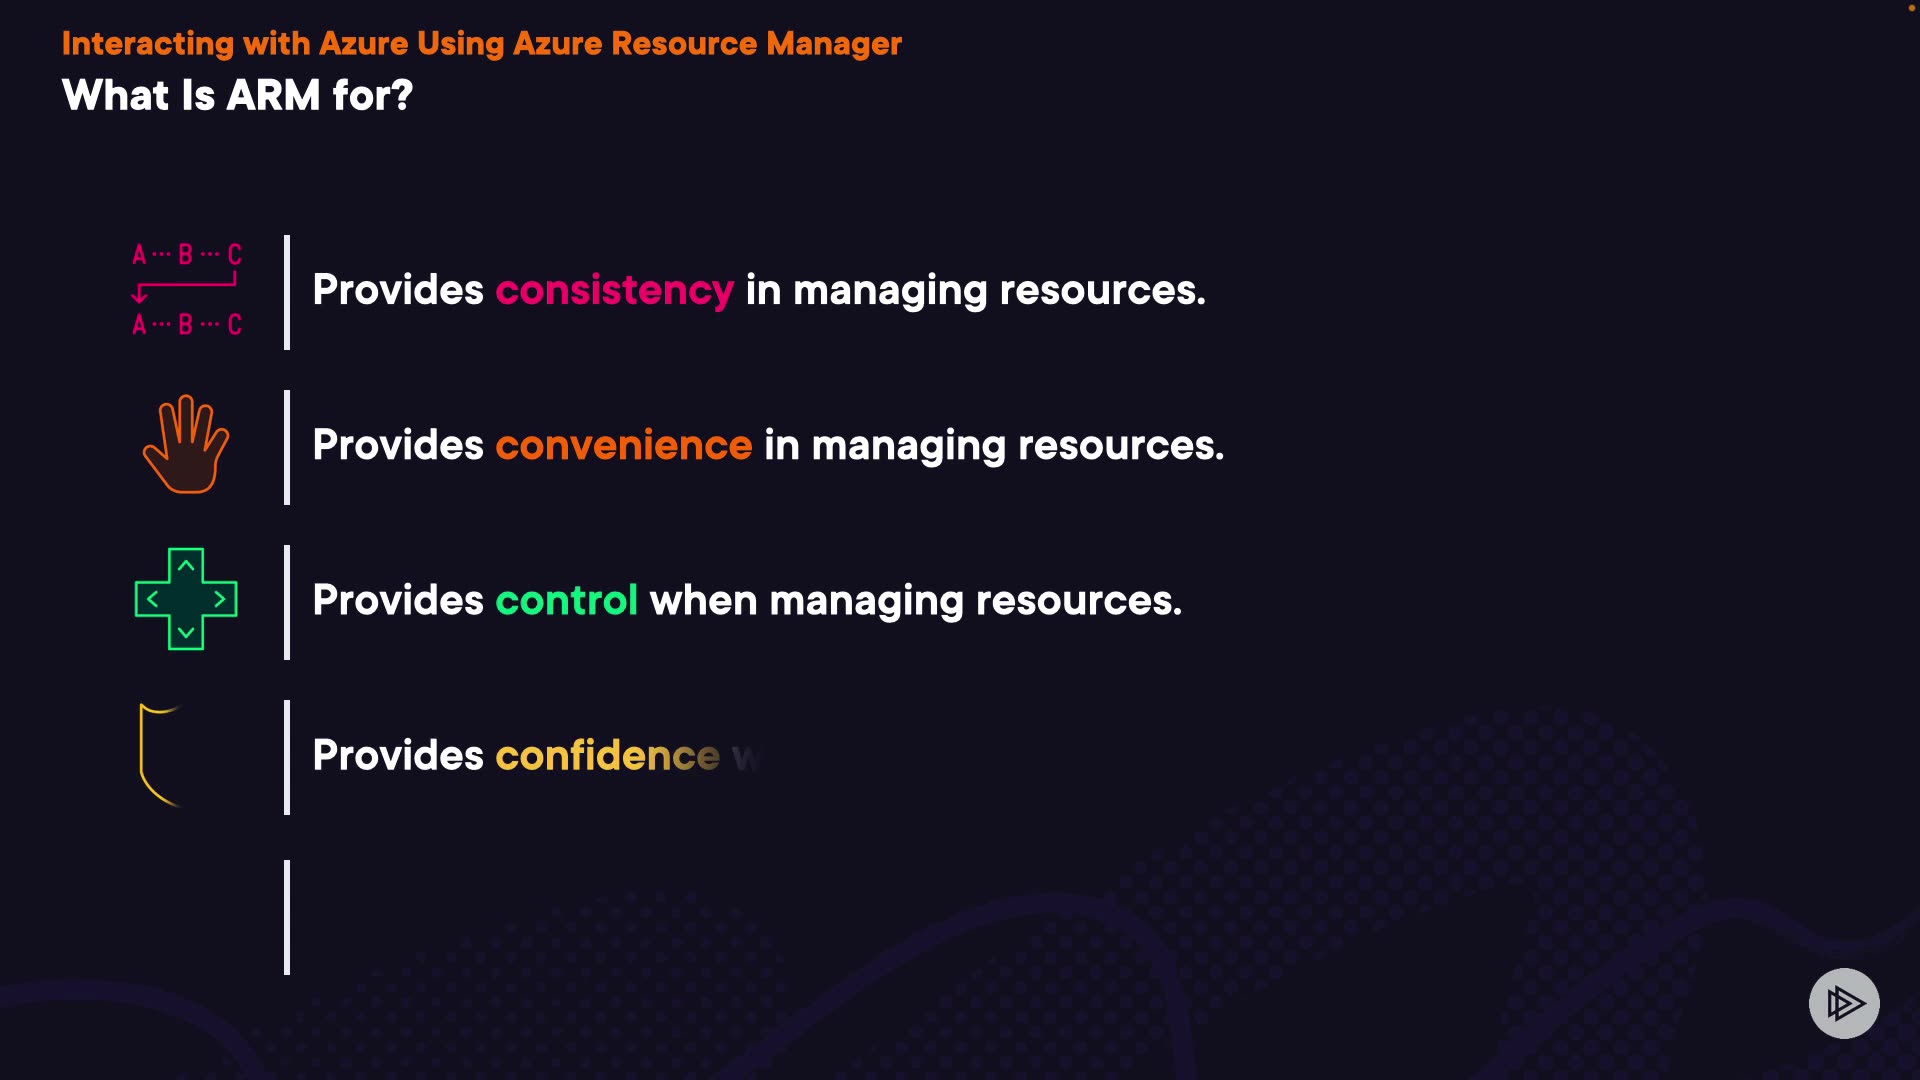 Interacting with Azure Using Azure Resource Manager
What Is ARM for?
A ... B ... C
A ... B ... C
Provides consistency in managing resources.
Provides convenience in managing resources.
Provides control when managing resources.
Provides confidence